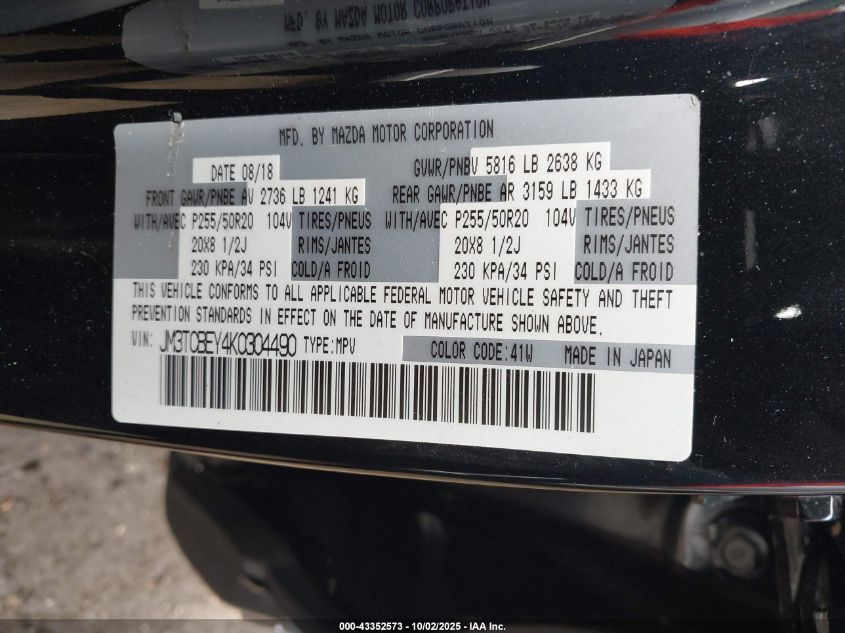 MFD. BY MAZDA MOTOR CORPORATION
DATE 08/18 GVWR/PNBV 5816 LB 2638 KG
FRONT GAWR/PNBE AV 2736 LB 1241 KG REAR GAWR/PNBE AR 3159 LB 1433 KG
WITH/AVEC P255/50R20 104V TIRES/PNEUS WITH/AVEC P255/50R20 104V TIRES/PNEUS
20X8 1/2J RIMS/JANTES 20X8 1/2J RIMS/JANTES
230 KPA/34 PSI COLD/A FROID 230 KPA/34 PSI COLD/A FROID
THIS VEHICLE CONFORMS TO ALL APPLICABLE FEDERAL MOTOR VEHICLE SAFETY AND THEFT
PREVENTION STANDARDS IN EFFECT ON THE DATE OF MANUFACTURE SHOWN ABOVE.
VIN: JM3TCBEY4K0304490 TYPE:MPV COLOR CODE:41W MADE IN JAPAN
000-43352573 - 10/02/2025 - IAA Inc.